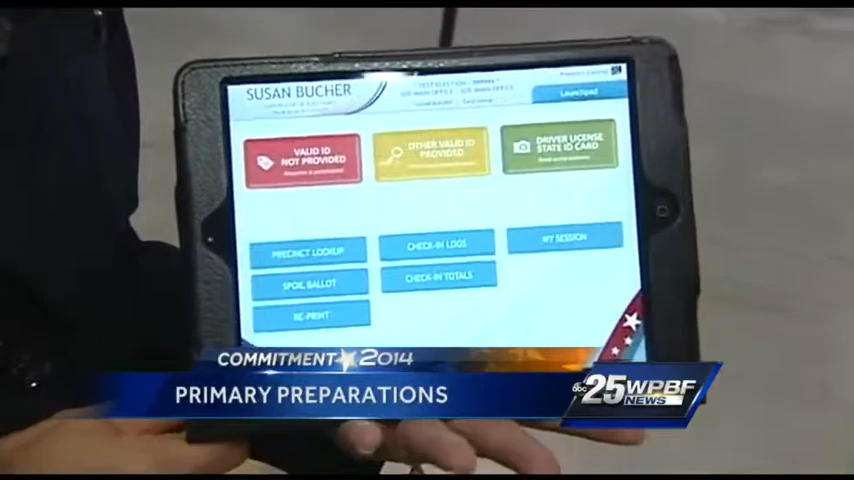 SUSAN BUCHER
Launchpad
VALID ID
NOT PROVIDED
OTHER VALID ID
PROVIDED
DRIVER LICENSE
STATE ID CARD
PRECINCT LOOKUP
CHECK-IN LOGS
MY SESSION
SPOIL BALLOT
CHECK-IN TOTALS
RE-PRINT
COMMITMENT 2014
PRIMARY PREPARATIONS
abc 25 WPBF
NEWS